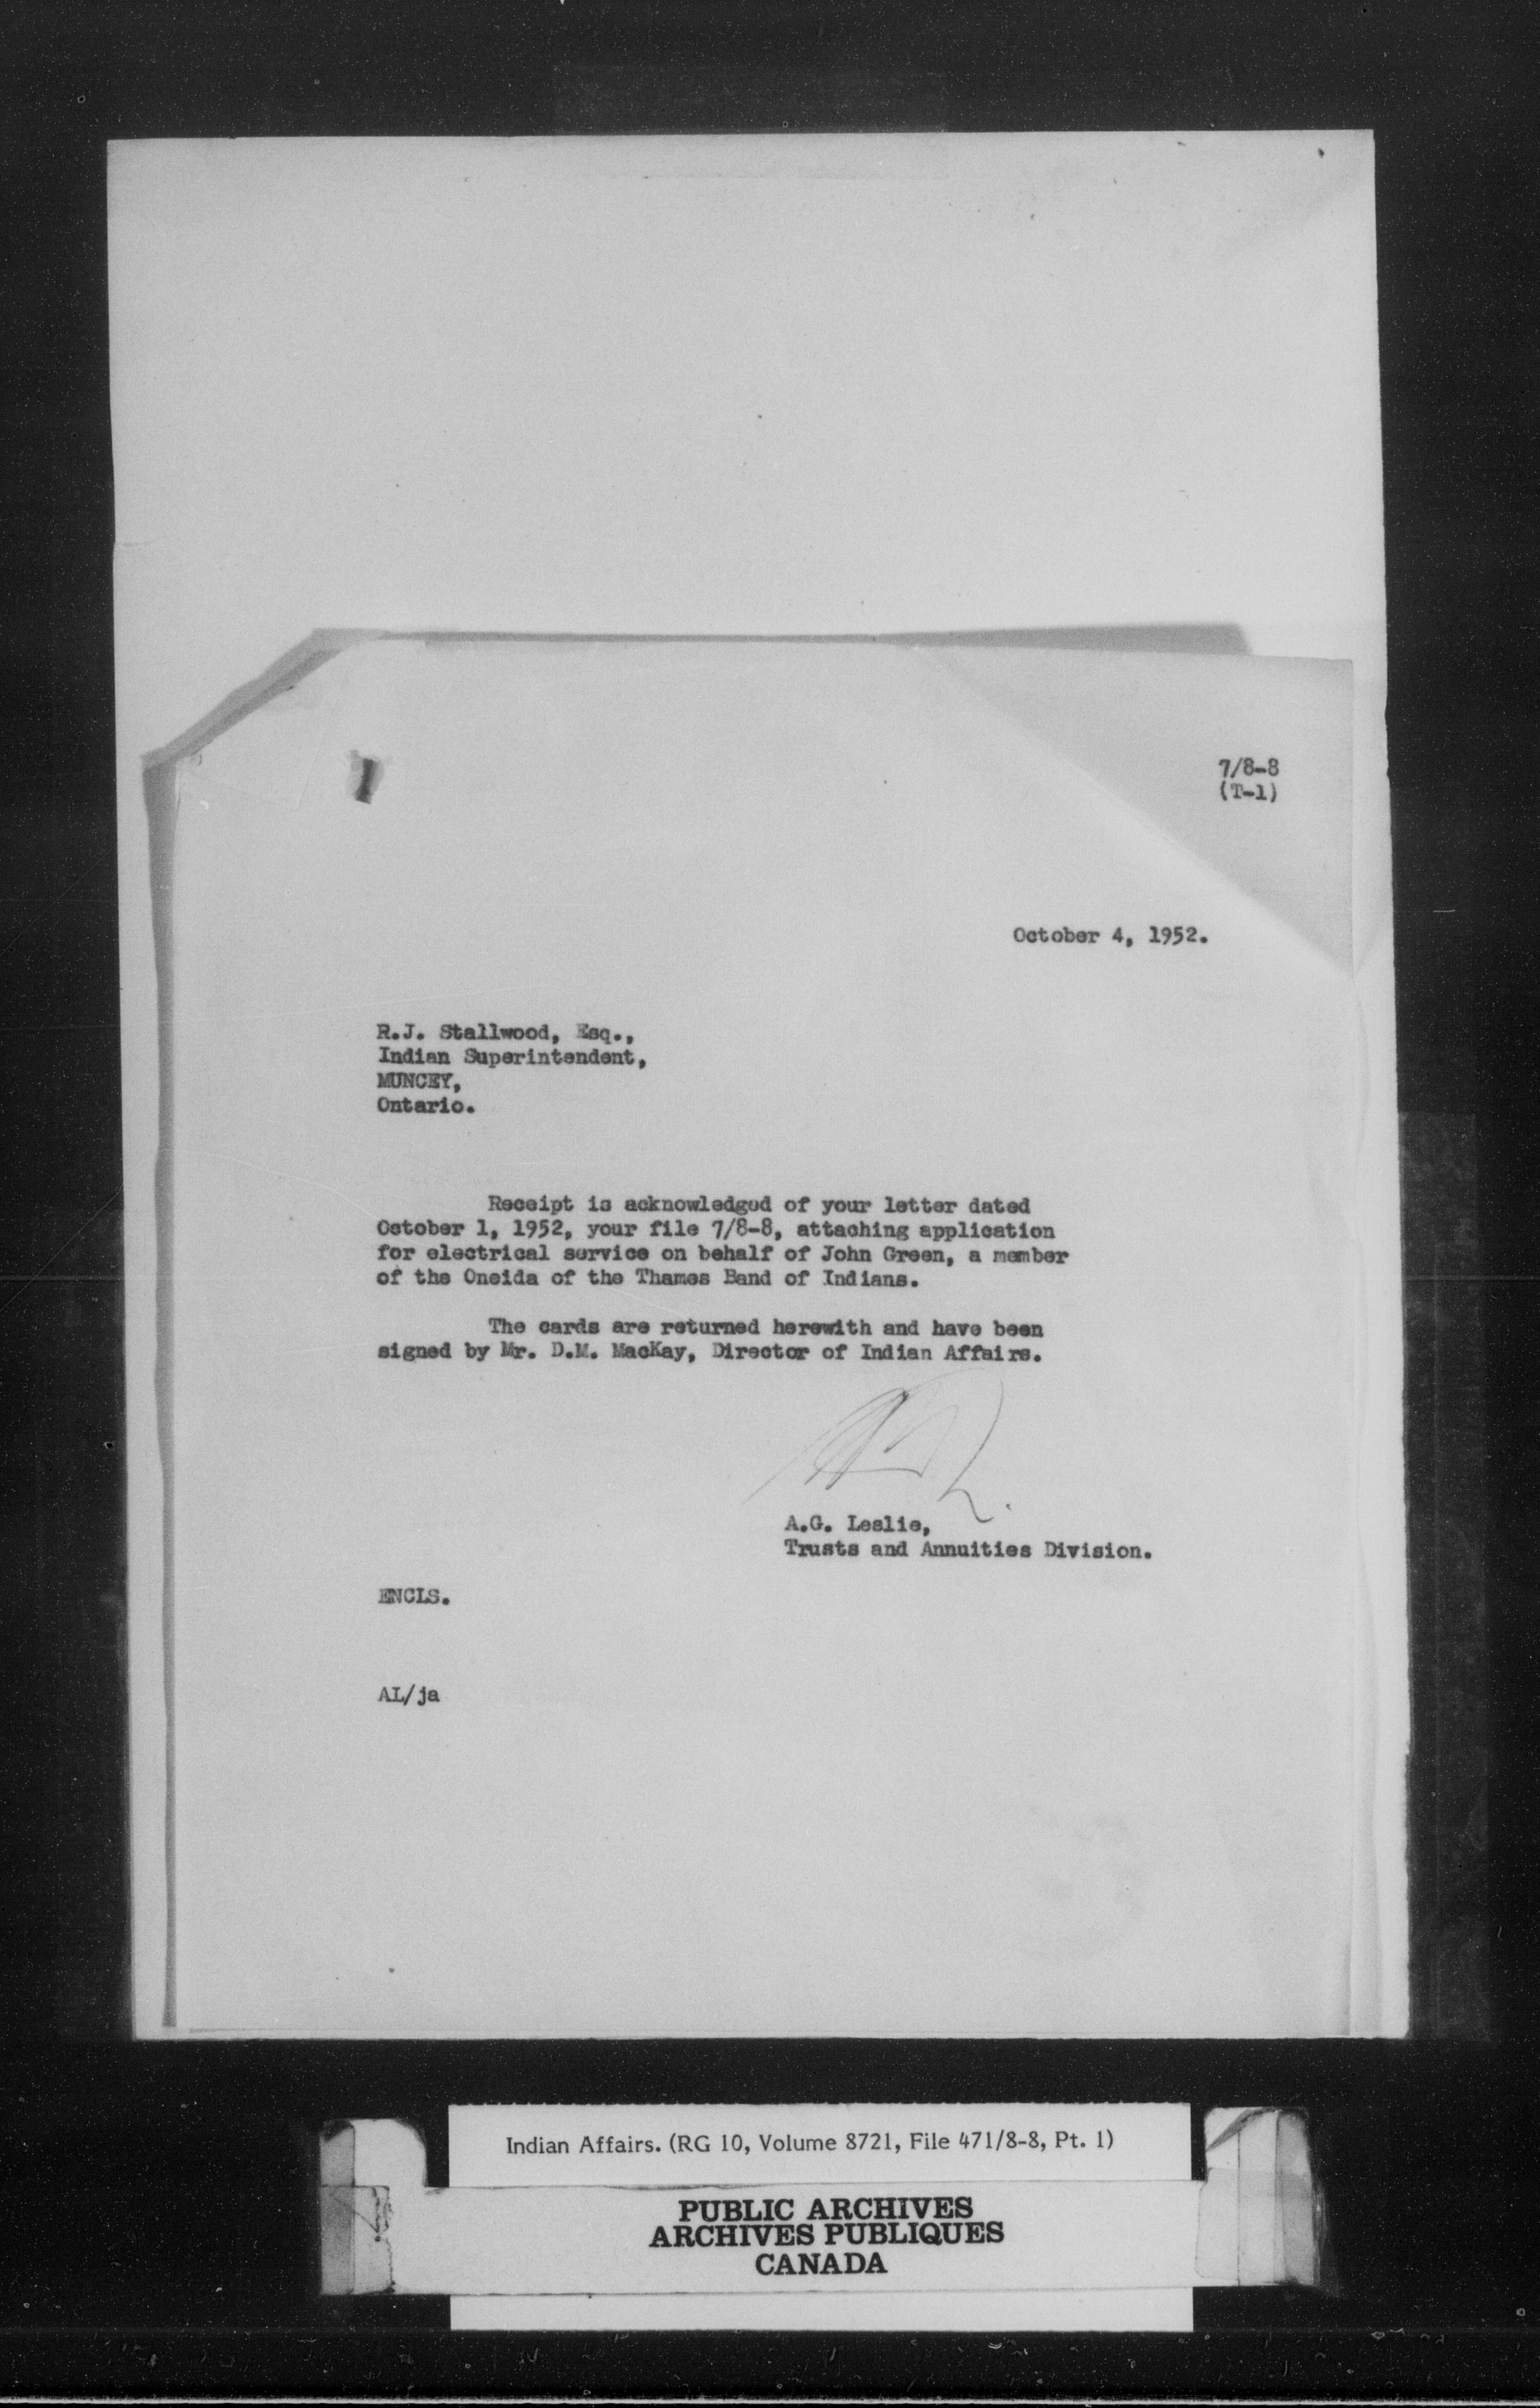 7/8-8
(T-1)
October 4, 1952.
R.J. Stallwood, Esq.,
Indian Superintendent,
MUNCEY,
Ontario.
Receipt is acknowledged of your letter dated
October 1, 1952, your file 7/8-8, attaching application
for electrical service on behalf of John Green, a member
of the Oneida of the Thames Band of Indians.
The cards are returned herewith and have been
signed by Mr. D.M. MacKay, Director of Indian Affairs.
A.G. Leslie,
Trusts and Annuities Division.
ENCLS.
AL/ja
Indian Affairs. (RG 10, Volume 8721, File 471/8-8, Pt. 1)
PUBLIC ARCHIVES
ARCHIVES PUBLIQUES
CANADA